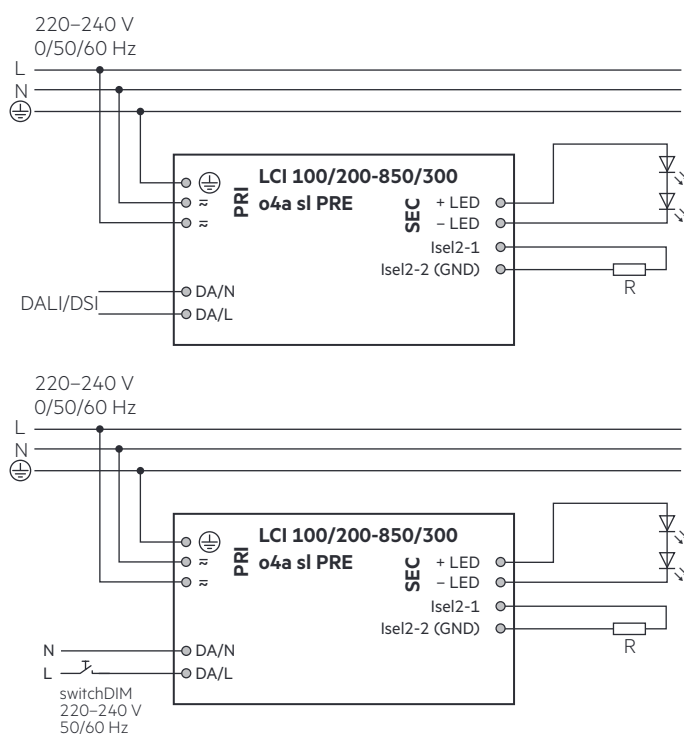 220–240 V
0/50/60 Hz
L
N
LCI 100/200-850/300
o4a sl PRE
PRI
SEC
≂
≂
+ LED
– LED
Isel2-1
Isel2-2 (GND)
R
DALI/DSI
DA/N
DA/L
220–240 V
0/50/60 Hz
L
N
LCI 100/200-850/300
o4a sl PRE
PRI
SEC
≂
≂
+ LED
– LED
Isel2-1
Isel2-2 (GND)
R
N
DA/N
L
DA/L
switchDIM
220–240 V
50/60 Hz